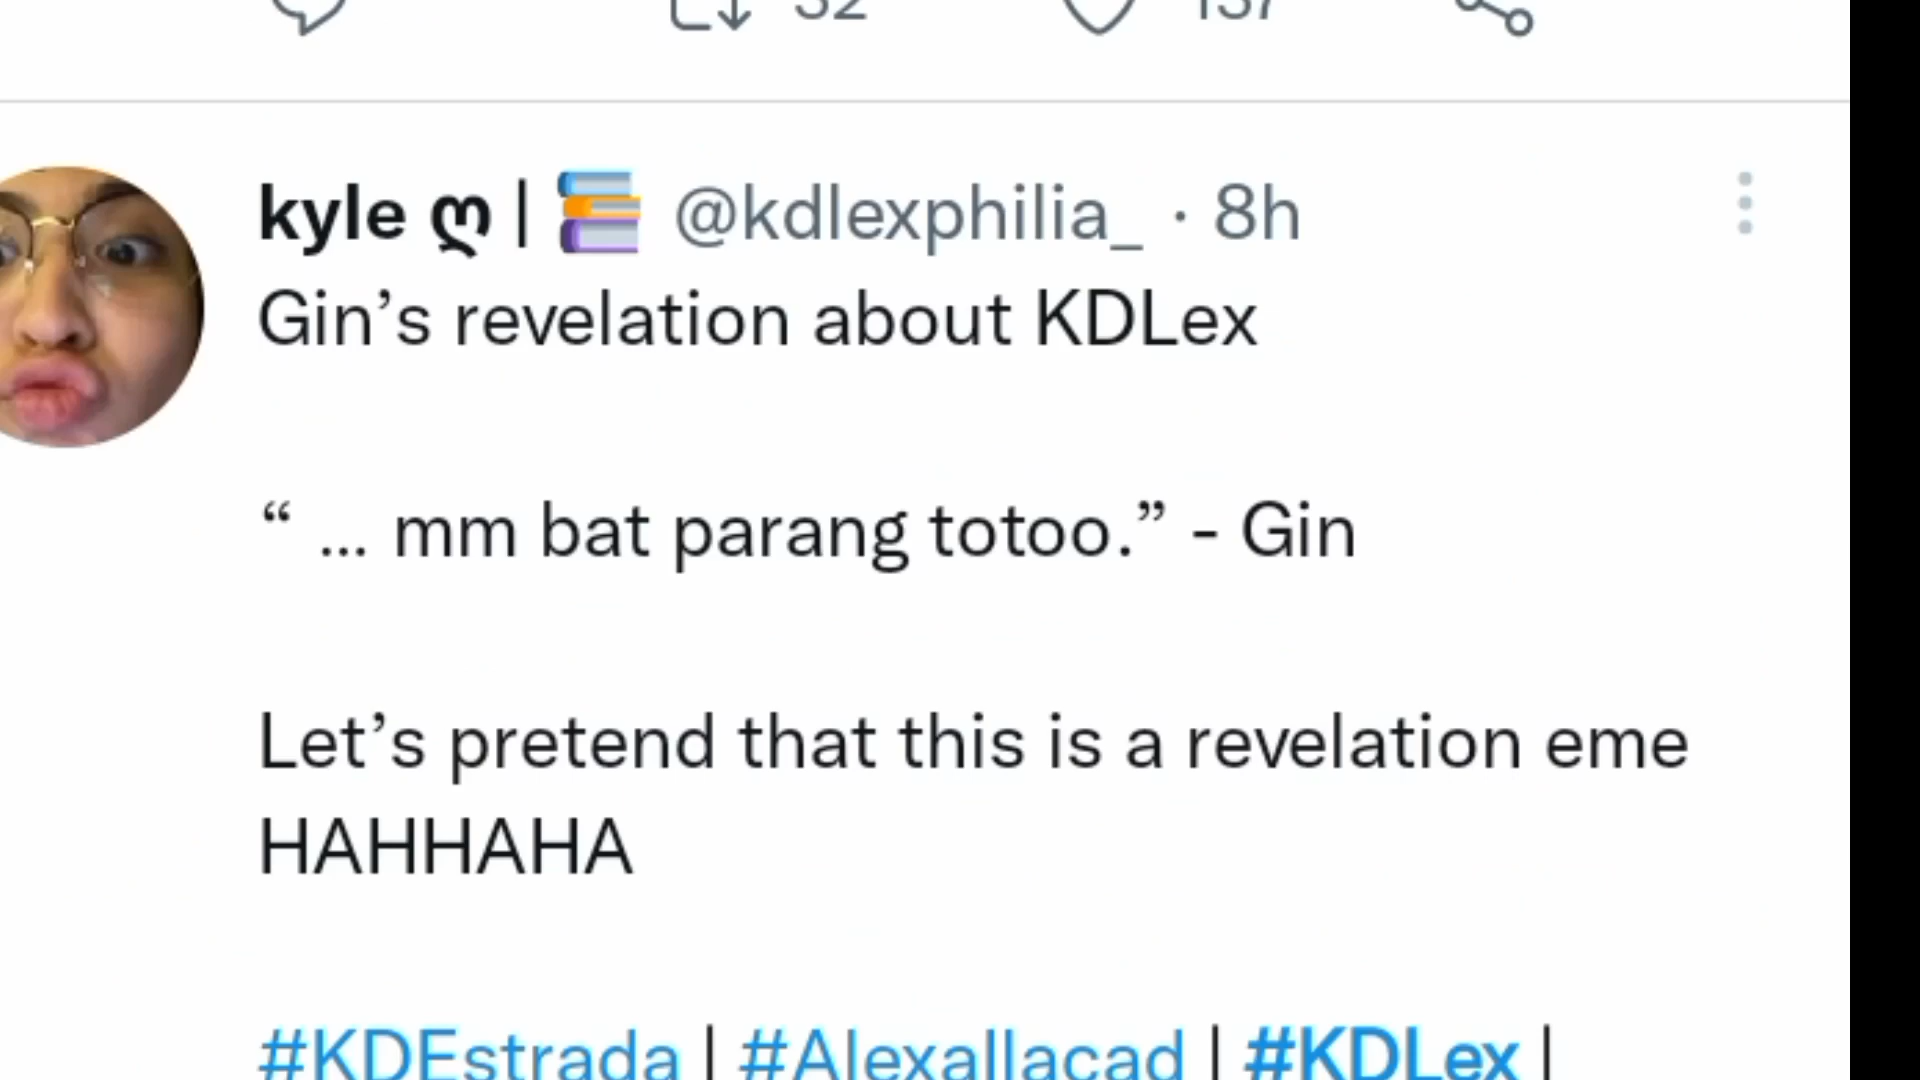 kyle ღ | 📚 @kdlexphilia_ · 8h
Gin’s revelation about KDLex
“ ... mm bat parang totoo.” - Gin
Let’s pretend that this is a revelation eme
HAHHAHA
#KDEstrada | #AlexaIlacad | #KDLex |